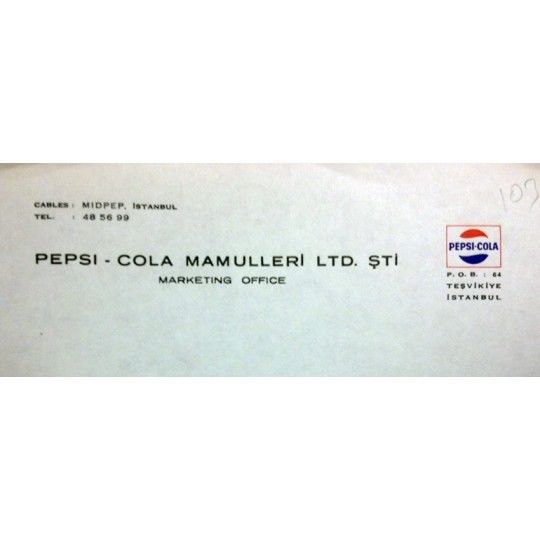 CABLES : MIDPEP, İSTANBUL
TEL. : 48 56 99
103
PEPSI - COLA MAMULLERİ LTD. ŞTİ
MARKETING OFFICE
PEPSI-COLA
P. O. B. : 64
TEŞVİKİYE
İSTANBUL